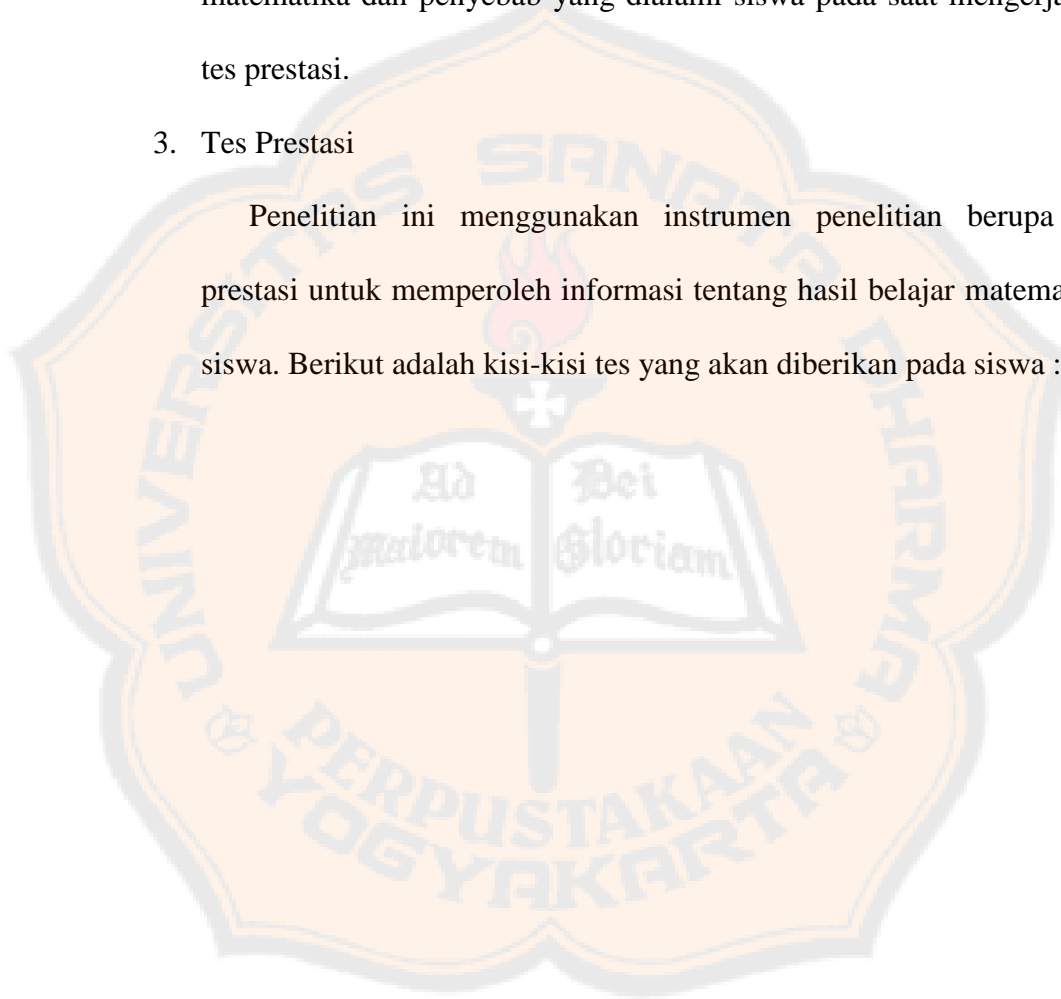 matematika dan penyebab yang dialami siswa pada saat mengerja
tes prestasi.
3. Tes Prestasi
Penelitian ini menggunakan instrumen penelitian berupa
prestasi untuk memperoleh informasi tentang hasil belajar matema
siswa. Berikut adalah kisi-kisi tes yang akan diberikan pada siswa :
UNIVERSITAS SANATA DHARMA
Ad Dei
maiorem Gloriam
PERPUSTAKAAN
YOGYAKARTA